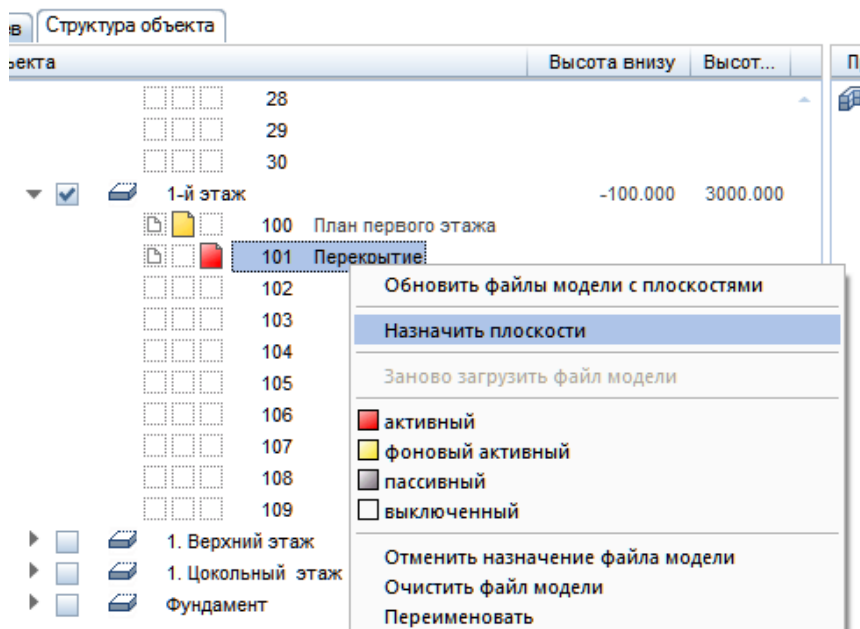 ев Структура объекта
ъекта Высота внизу Высот... П
28
29
30
1-й этаж -100.000 3000.000
100 План первого этажа
101 Перекрытие
Обновить файлы модели с плоскостями
102
103
Назначить плоскости
104
105
Заново загрузить файл модели
106
активный
107
фоновый активный
108
пассивный
109
выключенный
1. Верхний этаж
Отменить назначение файла модели
1. Цокольный этаж
Очистить файл модели
Фундамент
Переименовать